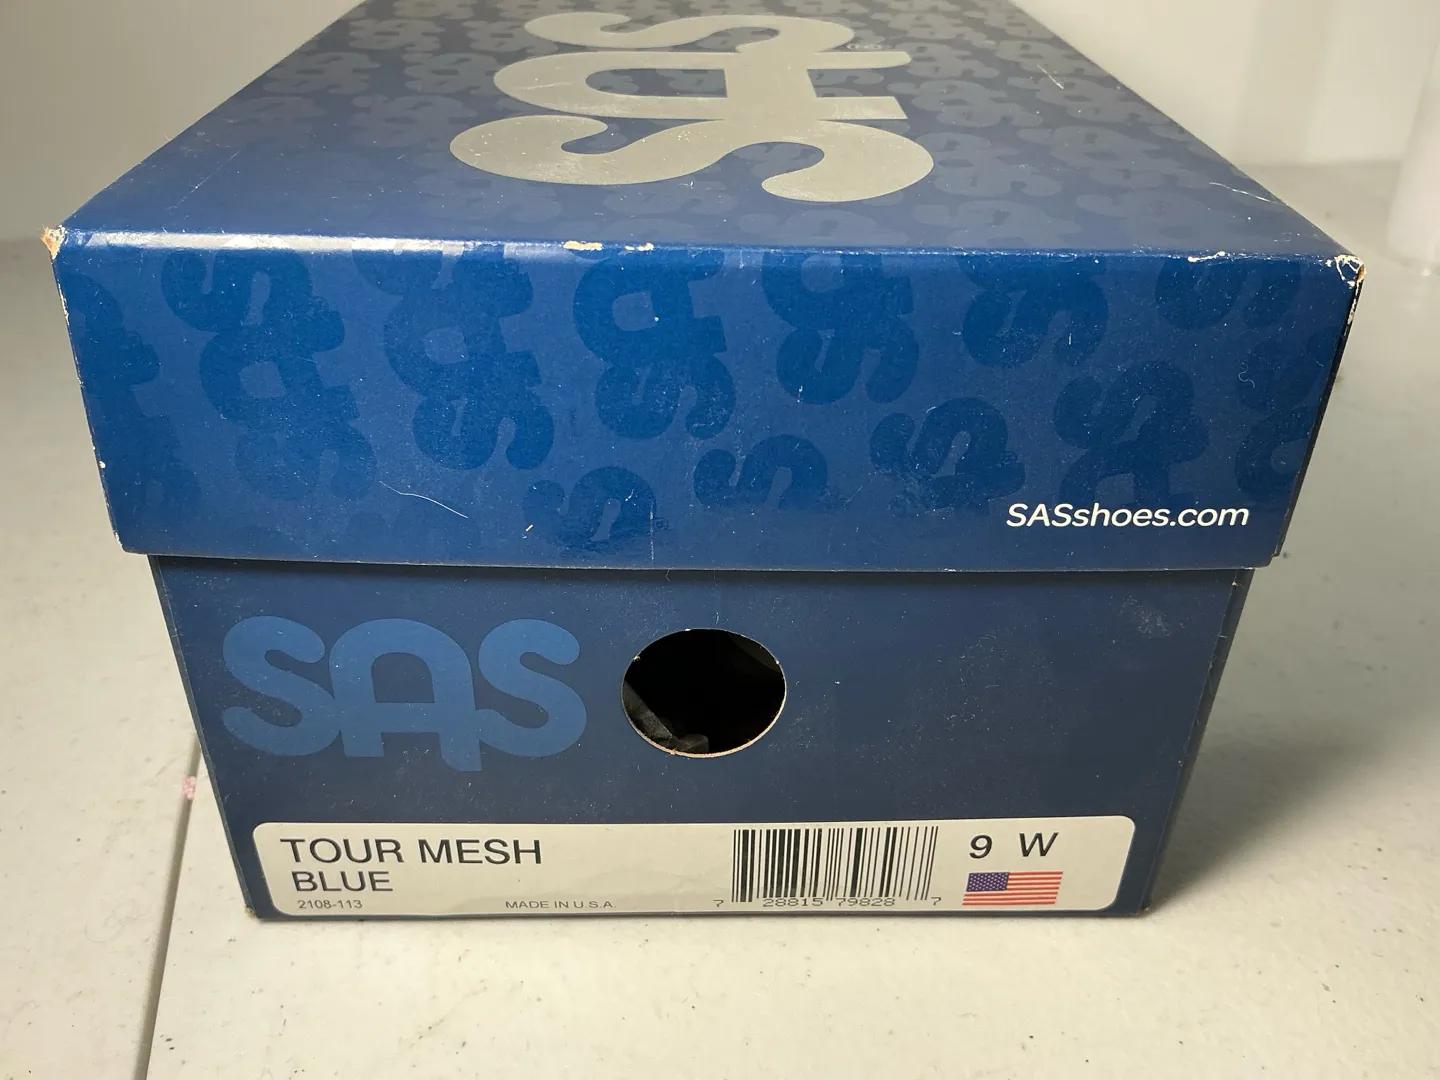 SAS
®
SASshoes.com
SAS
TOUR MESH
BLUE
2108-113
MADE IN U.S.A.
7 28815 79828 7
9 W